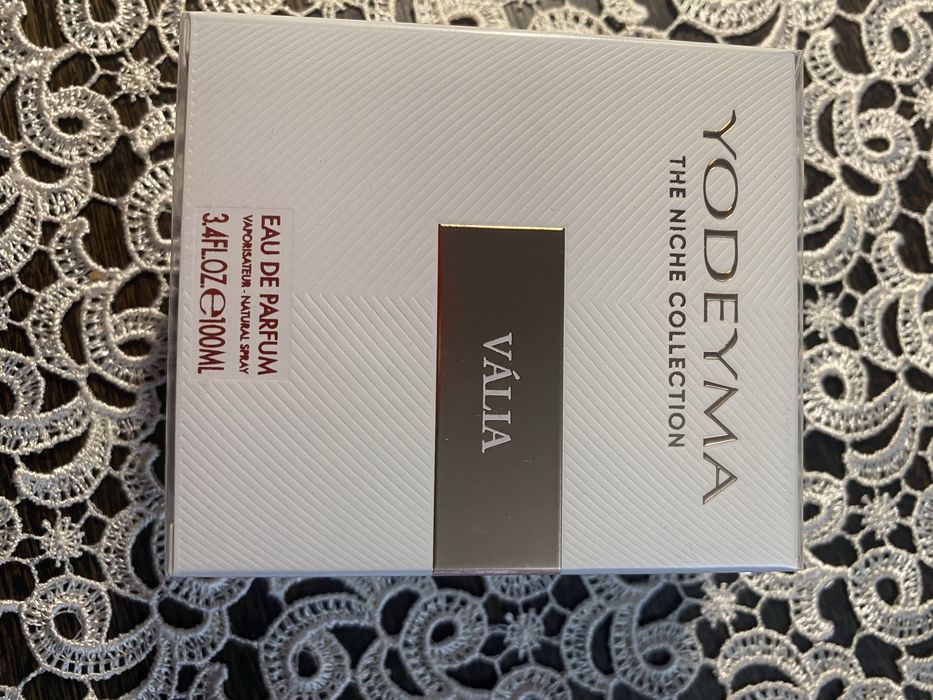 YODEYMA
THE NICHE COLLECTION
VÁLIA
EAU DE PARFUM
VAPORISATEUR - NATURAL SPRAY
3.4FL.OZ.℮100ML